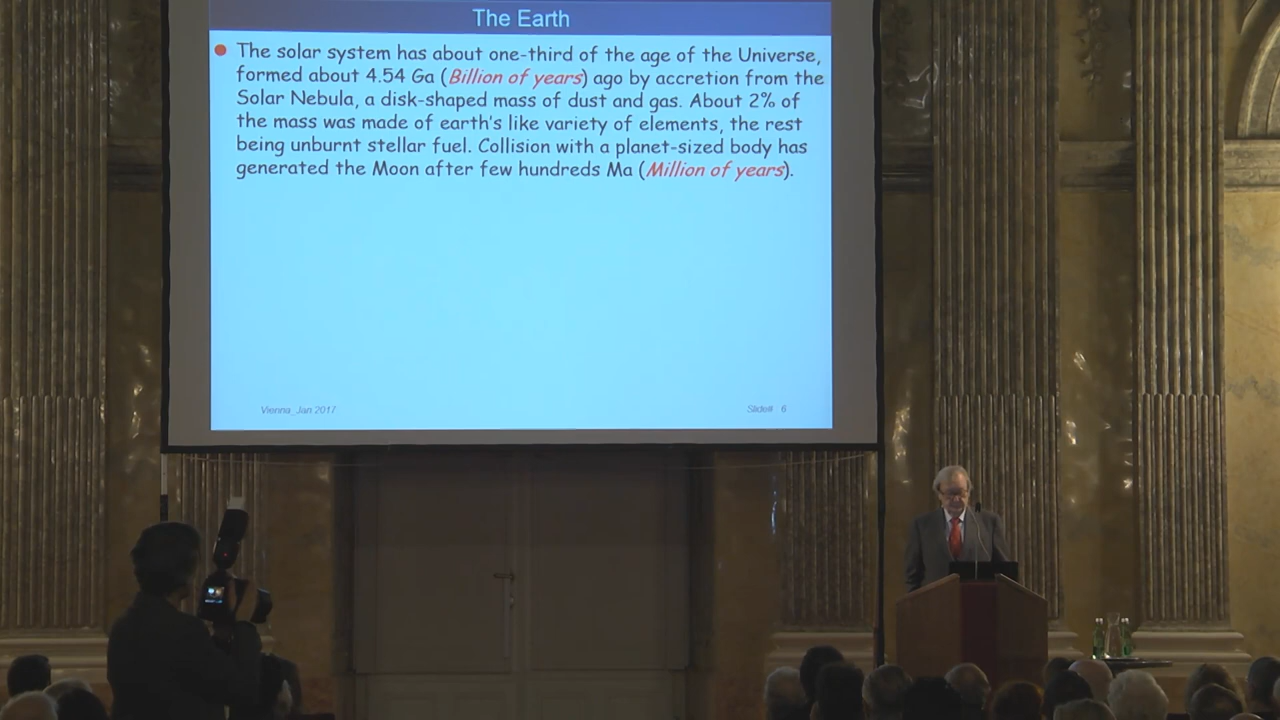 The Earth
The solar system has about one-third of the age of the Universe,
formed about 4.54 Ga (Billion of years) ago by accretion from the
Solar Nebula, a disk-shaped mass of dust and gas. About 2% of
the mass was made of earth's like variety of elements, the rest
being unburnt stellar fuel. Collision with a planet-sized body has
generated the Moon after few hundreds Ma (Million of years).
Vienna_Jan 2017
Slide# 6